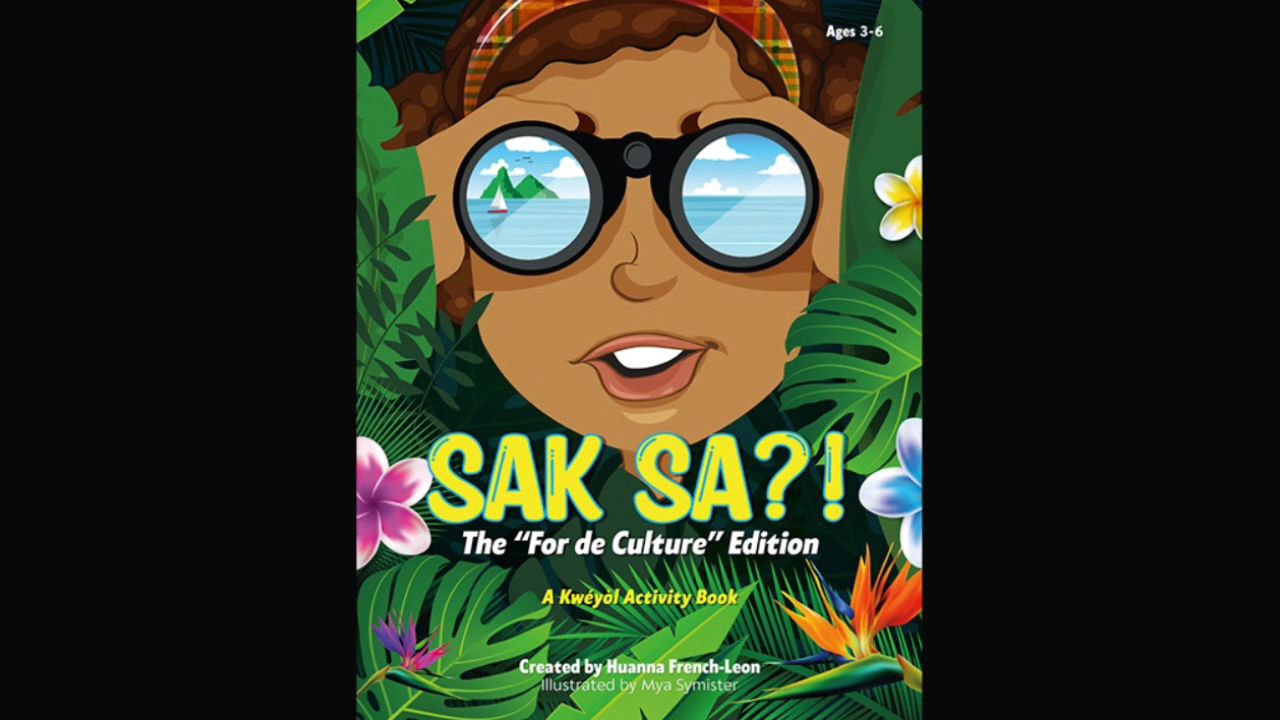 Ages 3-6
SAK SA?!
The “For de Culture” Edition
A Kwéyòl Activity Book
Created by Huanna French-Leon
Illustrated by Mya Symister